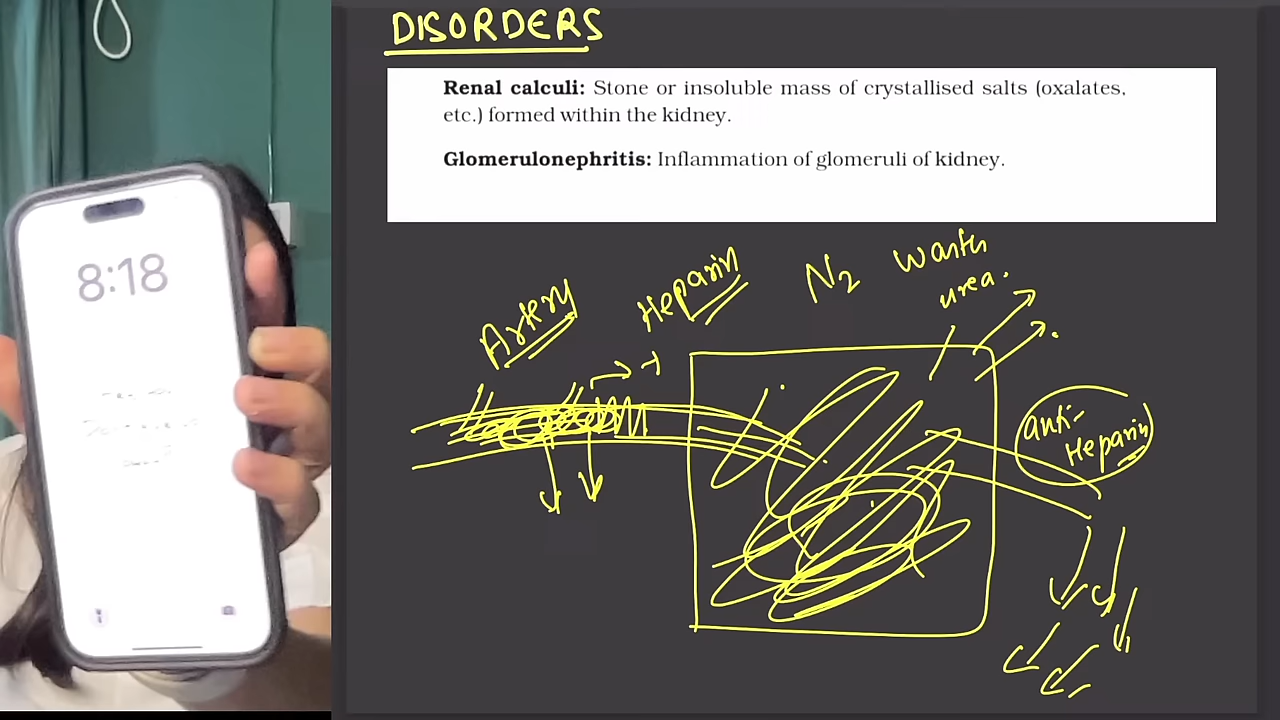 DISORDERS
Renal calculi: Stone or insoluble mass of crystallised salts (oxalates,
etc.) formed within the kidney.
Glomerulonephritis: Inflammation of glomeruli of kidney.
8:18
Artery
Heparin
N2
urea.
anti-
Heparin